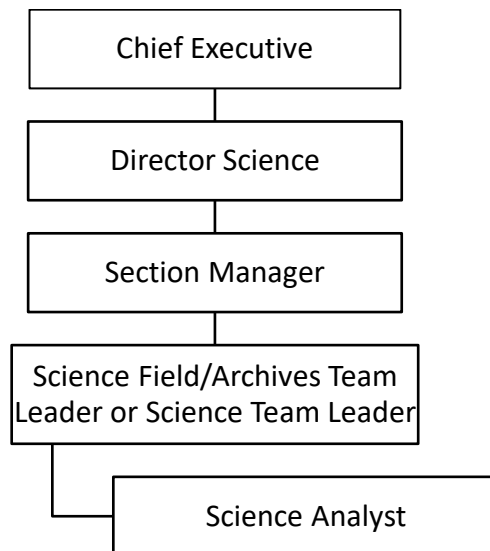 Chief Executive
Director Science
Section Manager
Science Field/Archives Team
Leader or Science Team Leader
Science Analyst